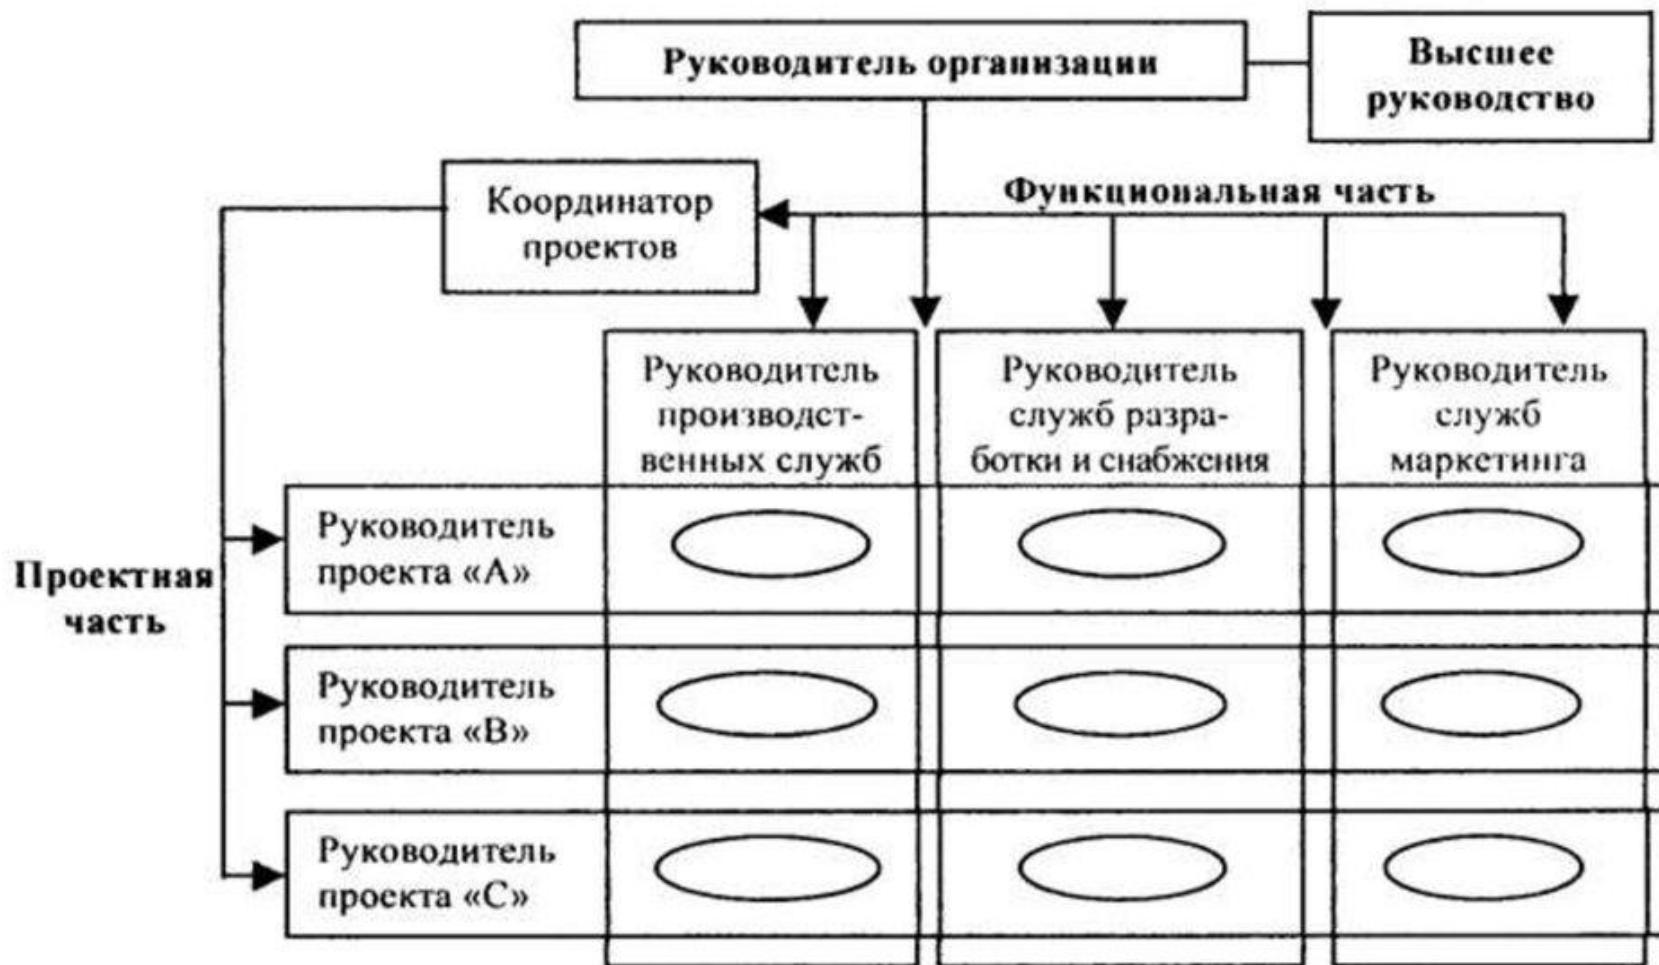 Руководитель организации
Высшее
руководство
Координатор
проектов
Функциональная часть
Руководитель
производст-
венных служб
Руководитель
служб разра-
ботки и снабжения
Руководитель
служб
маркетинга
Проектная
часть
Руководитель
проекта «А»
Руководитель
проекта «В»
Руководитель
проекта «С»